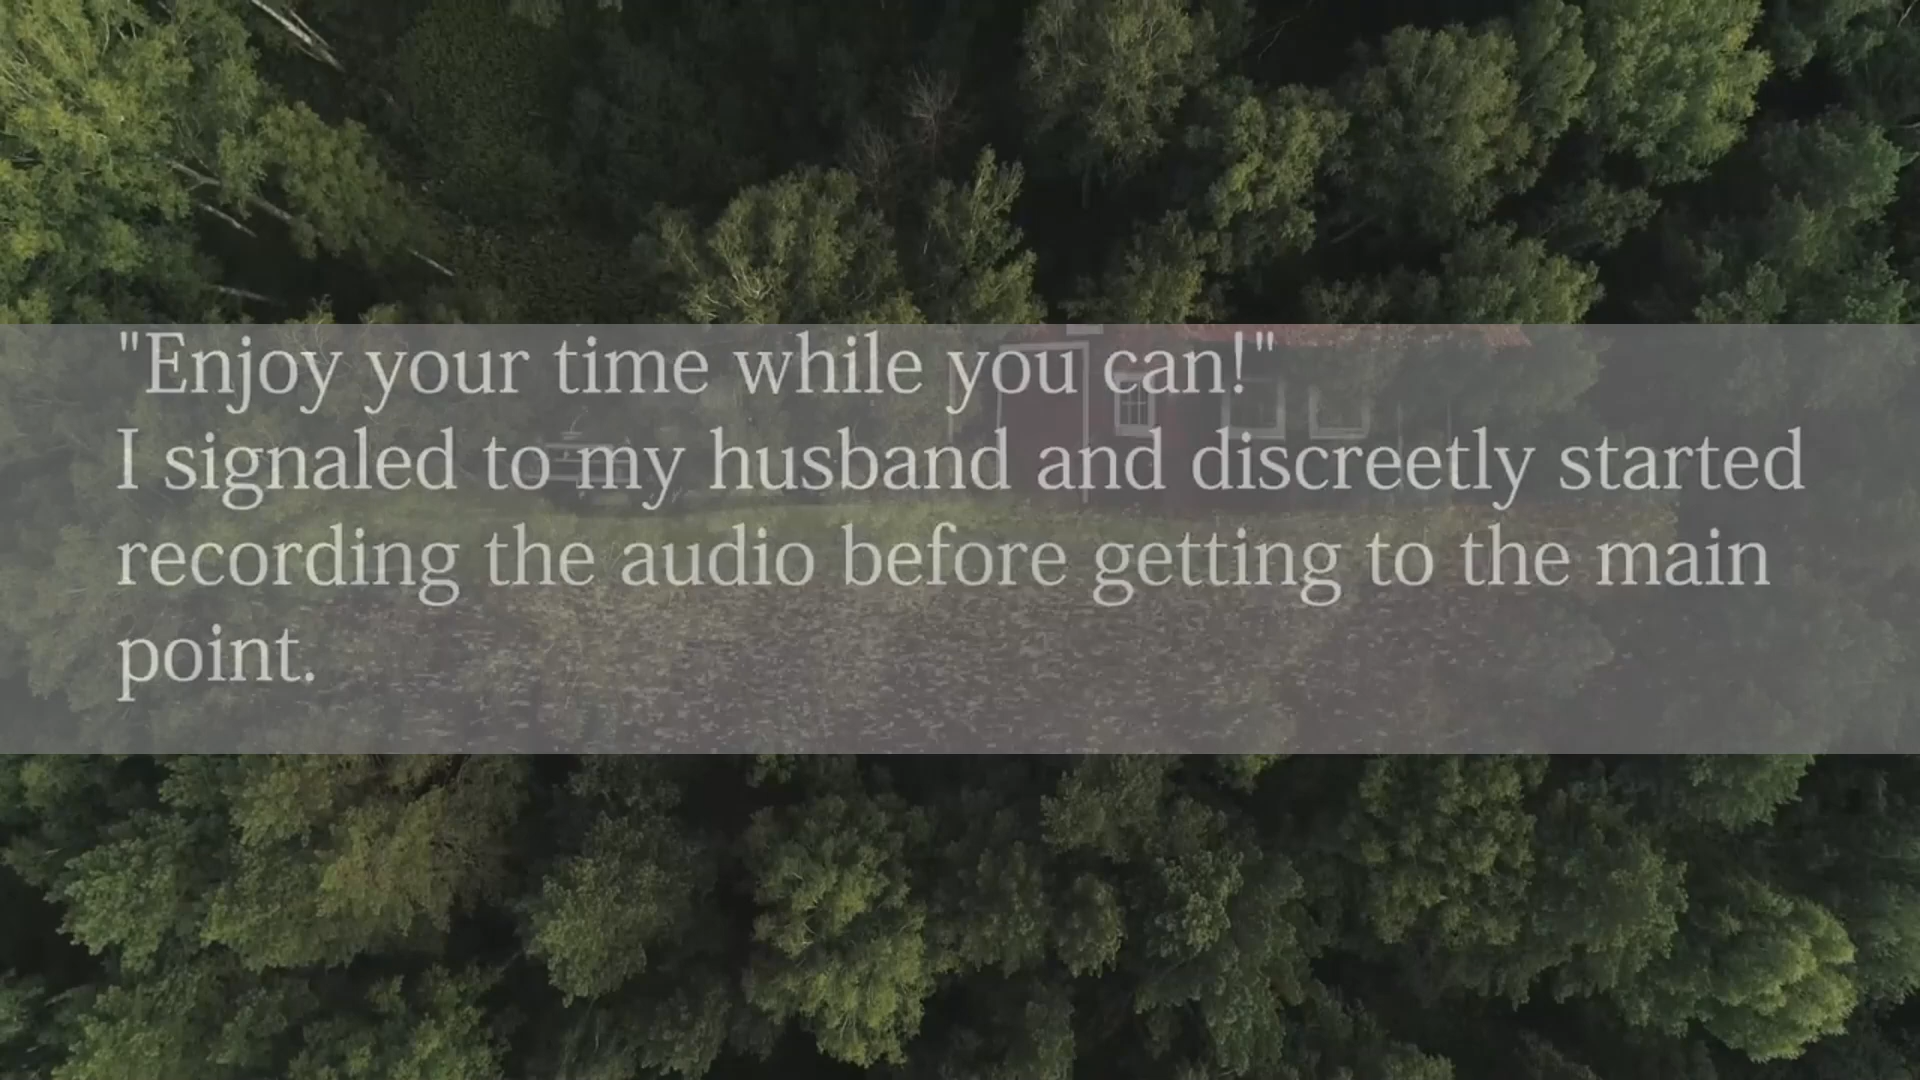 "Enjoy your time while you can!"
I signaled to my husband and discreetly started
recording the audio before getting to the main
point.